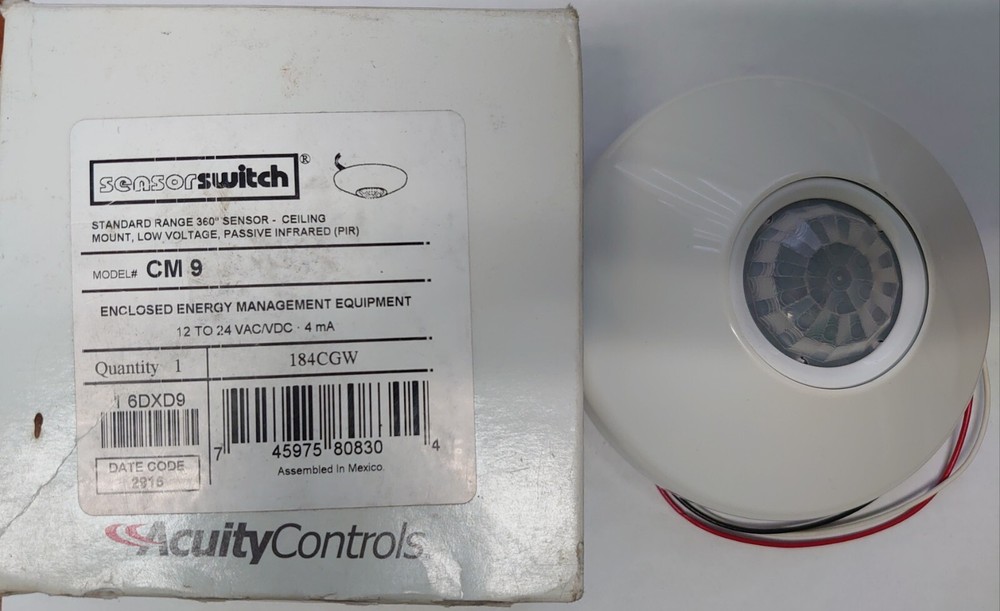 sensorswitch®
STANDARD RANGE 360° SENSOR - CEILING
MOUNT, LOW VOLTAGE, PASSIVE INFRARED (PIR)
MODEL# CM 9
ENCLOSED ENERGY MANAGEMENT EQUIPMENT
12 TO 24 VAC/VDC · 4 mA
Quantity 1
184CGW
6DXD9
7 45975 80830 4
DATE CODE
Assembled In Mexico
AcuityControls